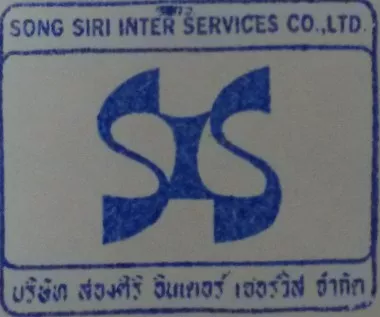 SONG SIRI INTER SERVICES CO.,LTD.
SIS
บริษัท ส่องศิริ อินเตอร์ เซอร์วิส จำกัด